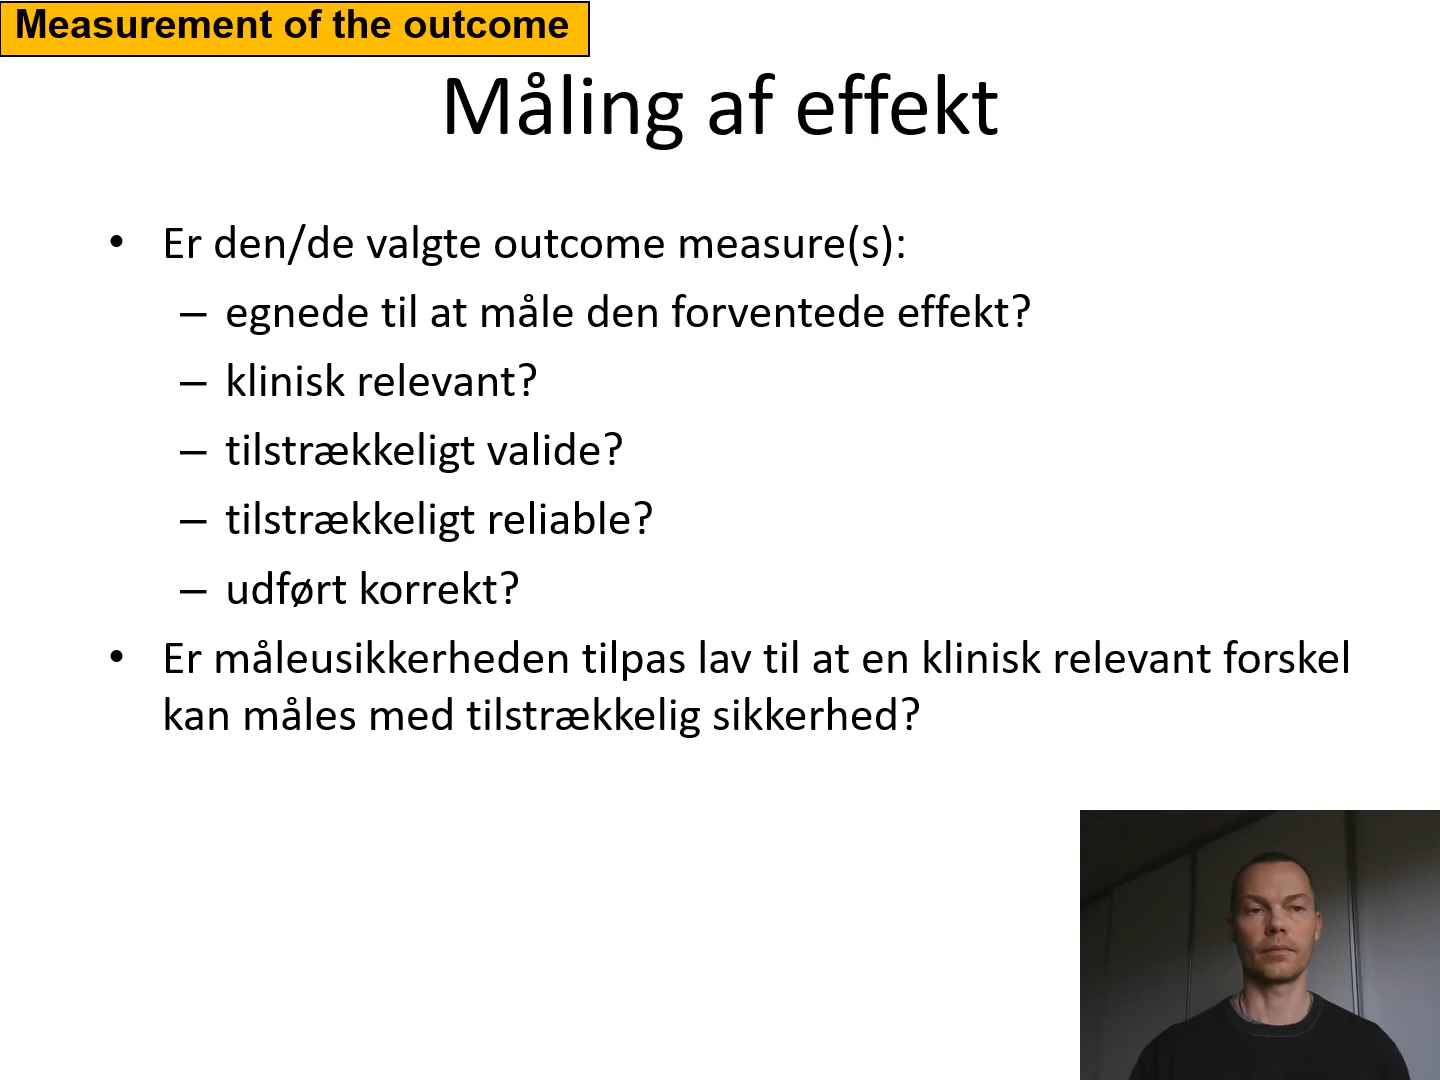 Measurement of the outcome
Måling af effekt
• Er den/de valgte outcome measure(s):
– egnede til at måle den forventede effekt?
– klinisk relevant?
– tilstrækkeligt valide?
– tilstrækkeligt reliable?
– udført korrekt?
• Er måleusikkerheden tilpas lav til at en klinisk relevant forskel
kan måles med tilstrækkelig sikkerhed?